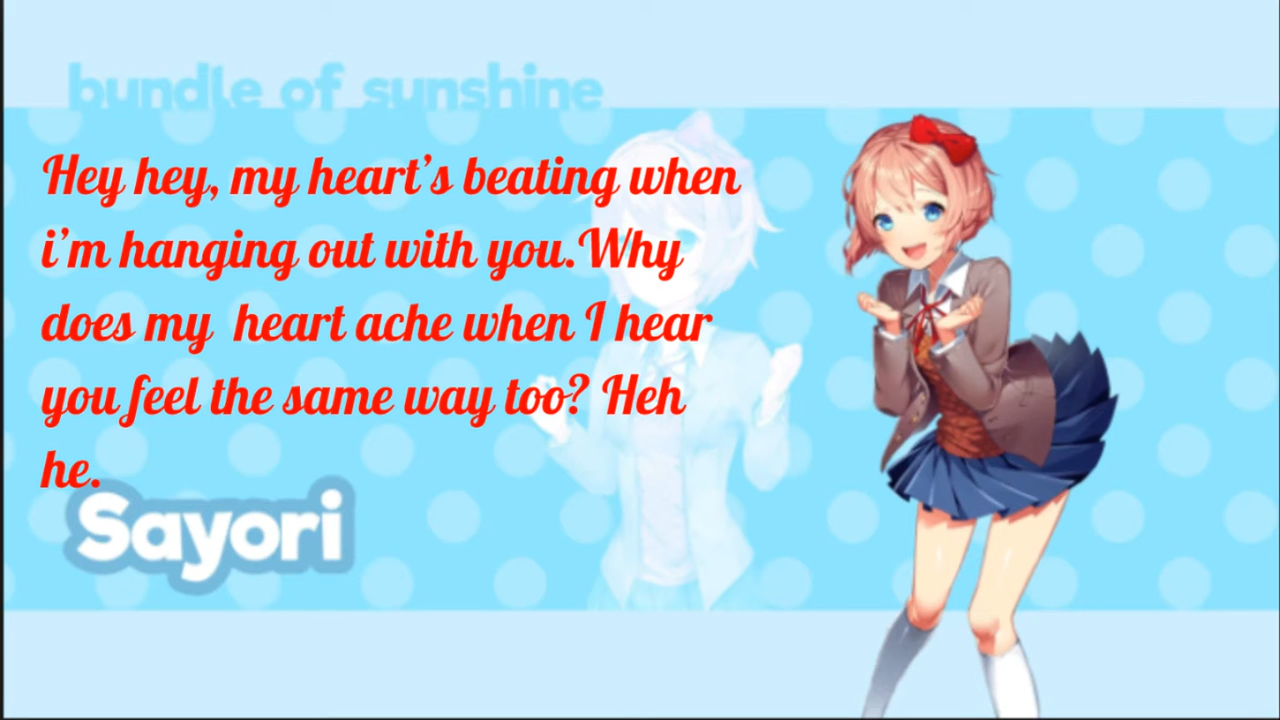 bundle of sunshine
Hey hey, my heart's beating when
i'm hanging out with you.Why
does my  heart ache when I hear
you feel the same way too? Heh
he.
Sayori